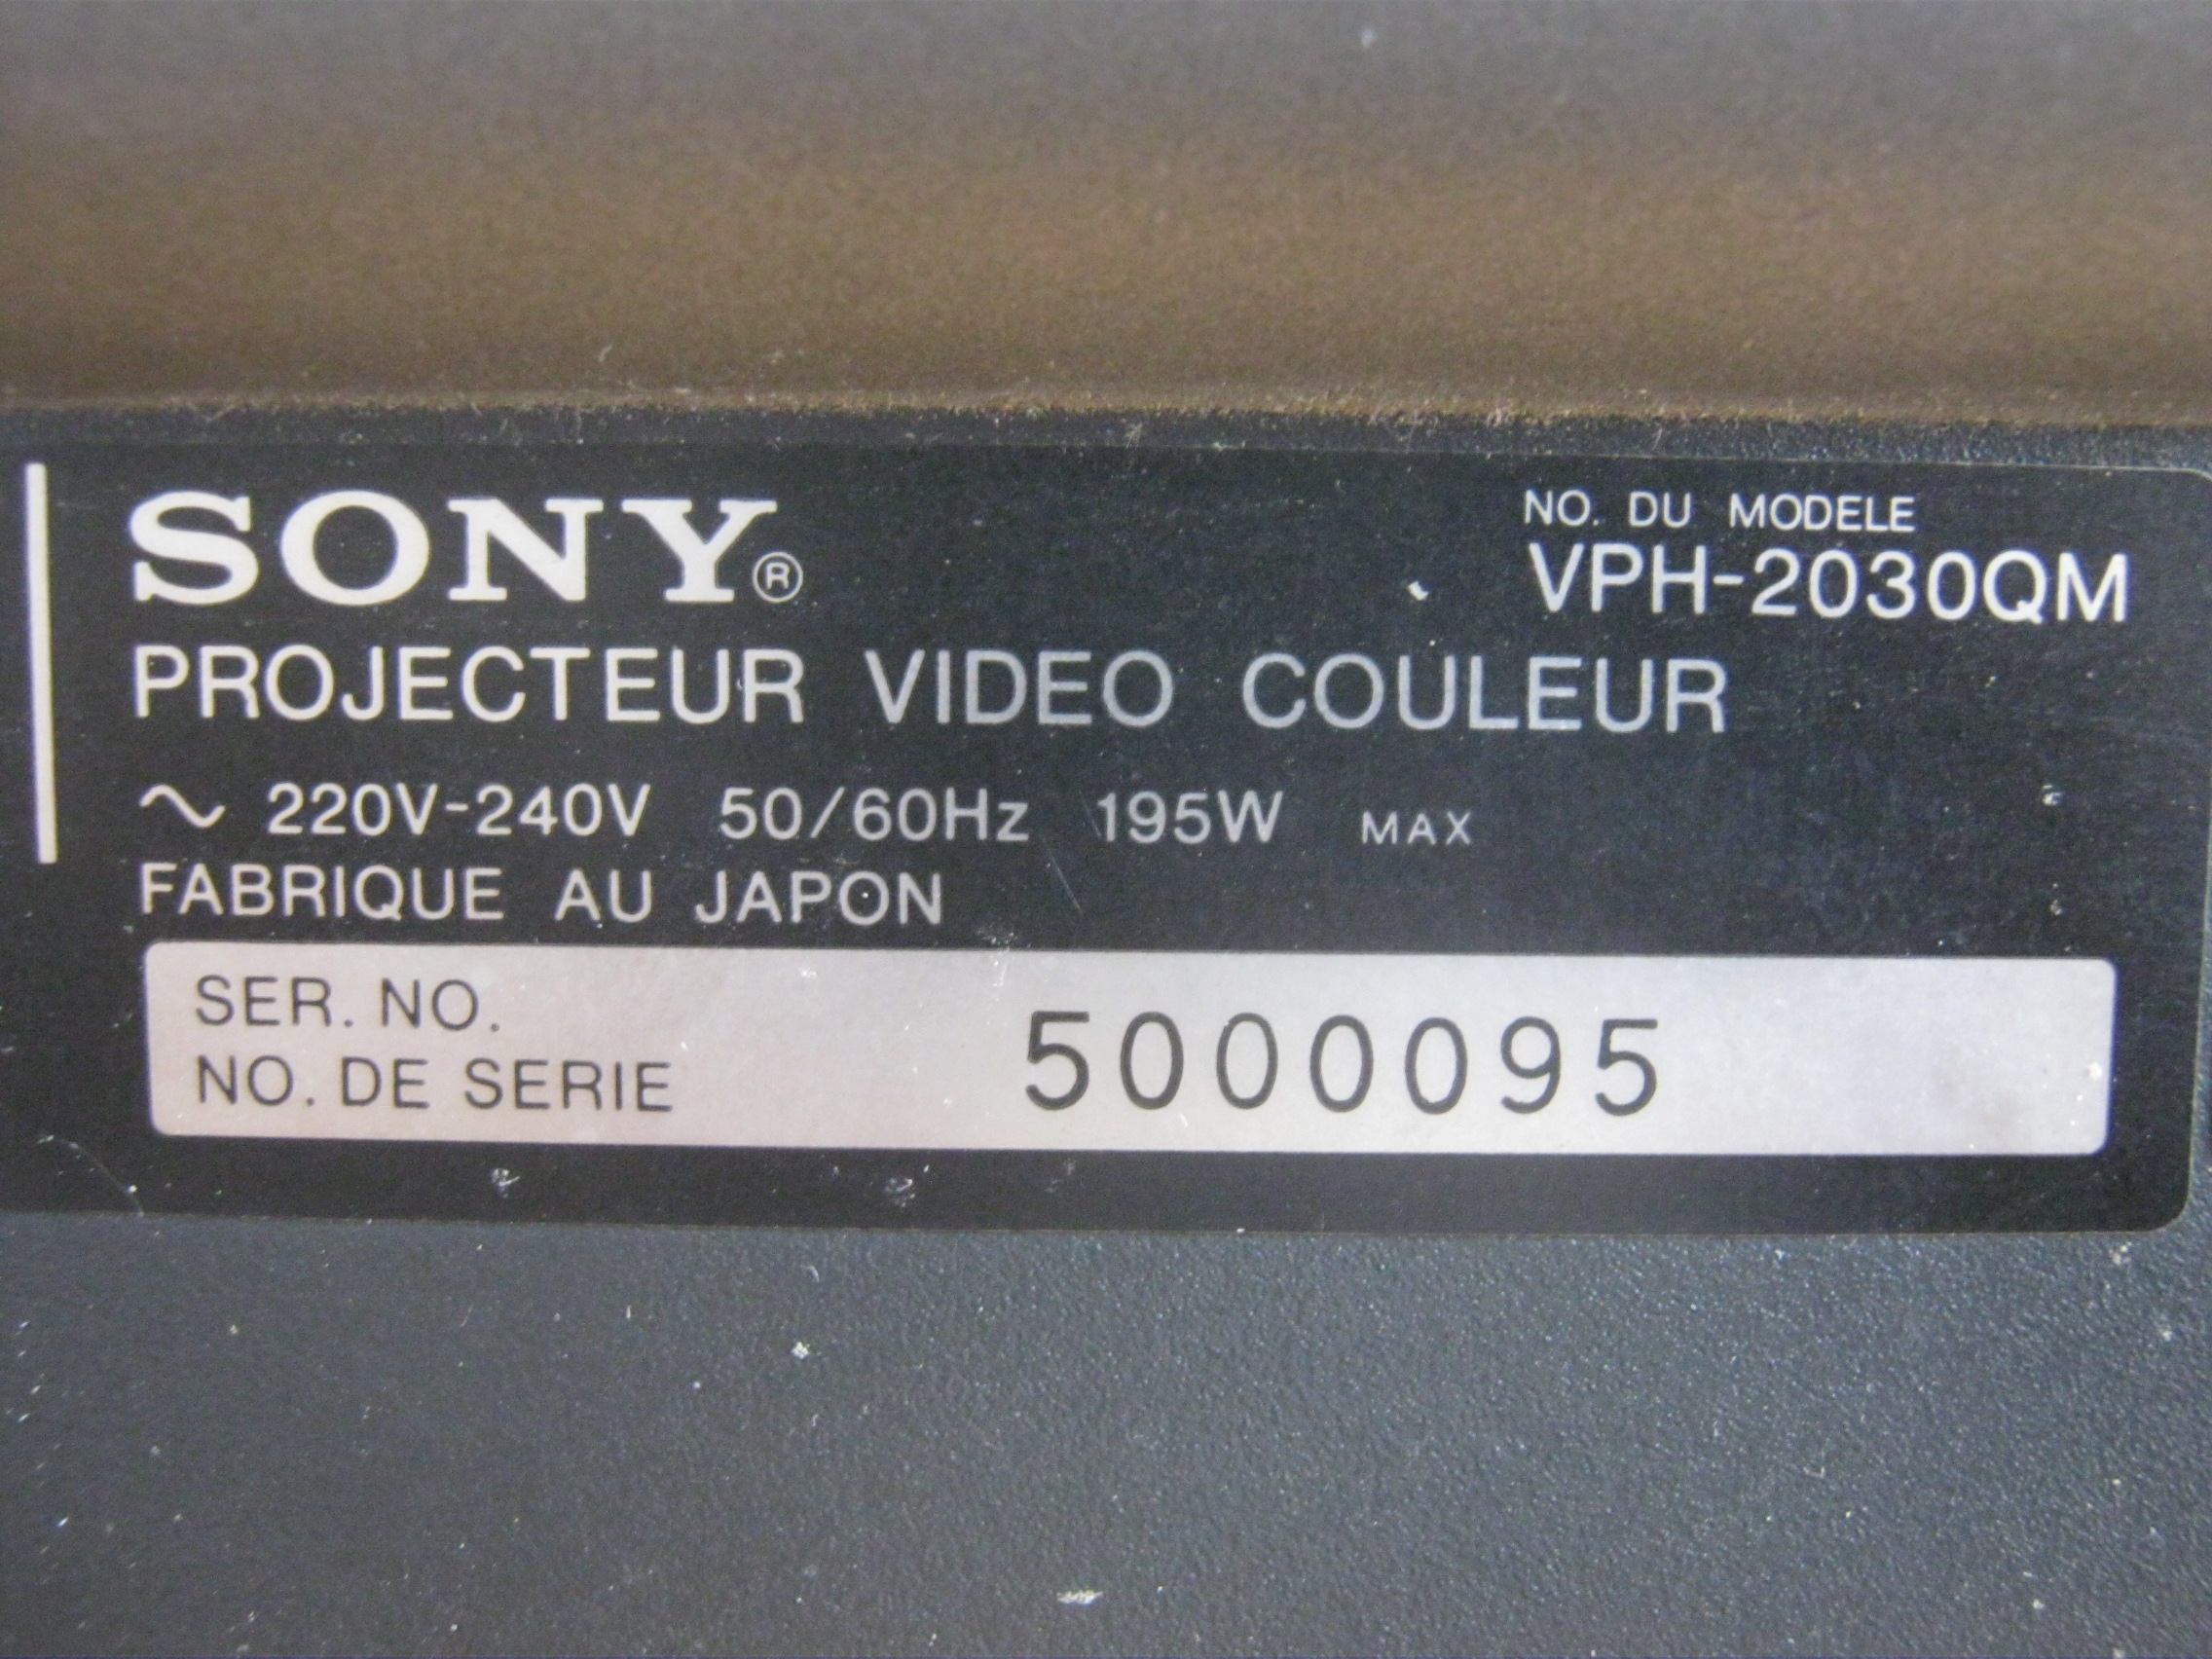 SONY®
NO. DU MODELE
VPH-2030QM
PROJECTEUR VIDEO COULEUR
~ 220V-240V 50/60Hz 195W MAX
FABRIQUE AU JAPON
SER. NO.
NO. DE SERIE
5000095